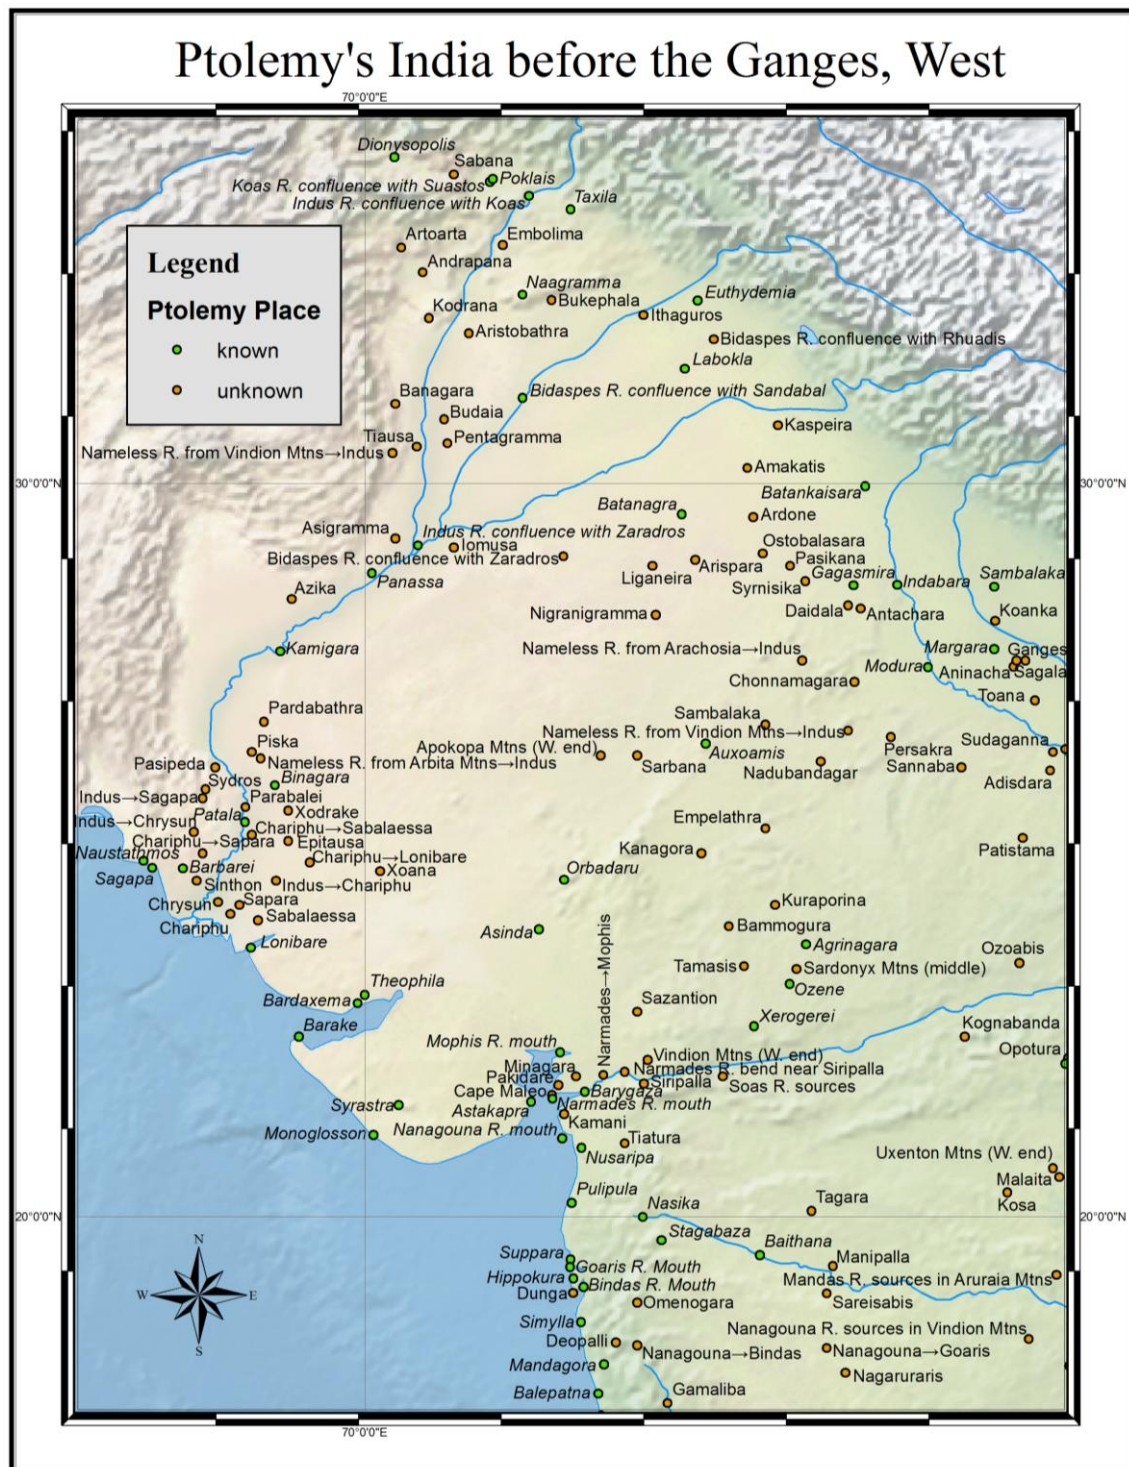 Ptolemy's India before the Ganges, West
70°0'0"E
Dionysopolis
Sabana
Koas R. confluence with Suastos
Poklais
Indus R. confluence with Koas
Taxila
Legend
Ptolemy Place
known
unknown
Artoarta
Embolima
Andrapana
Naagramma
Bukephala
Euthydemia
Kodrana
Ithaguros
Aristobathra
Bidaspes R. confluence with Rhuadis
Labokla
Banagara
Bidaspes R. confluence with Sandabal
Budaia
Kaspeira
Tiausa
Pentagramma
Nameless R. from Vindion Mtns→Indus
Amakatis
30°0'0"N
30°0'0"N
Batankaisara
Batanagra
Ardone
Asigramma
Indus R. confluence with Zaradros
Iomusa
Ostobalasara
Bidaspes R. confluence with Zaradros
Arispara
Pasikana
Panassa
Liganeira
Gagasmira
Syrnisika
Indabara
Sambalaka
Azika
Nigranigramma
Daidala
Antachara
Koanka
Kamigara
Nameless R. from Arachosia→Indus
Margara
Ganges
Modura
Aninacha
Sagala
Chonnamagara
Toana
Pardabathra
Sambalaka
Nameless R. from Vindion Mtns→Indus
Piska
Apokopa Mtns (W. end)
Auxoamis
Persakra
Sudaganna
Pasipeda
Nameless R. from Arbita Mtns→Indus
Sarbana
Nadubandagar
Sannaba
Sydros
Binagara
Adisdara
Indus→Sagapa
Parabalei
Patala
Xodrake
Empelathra
Indus→Chrysun
Chariphu→Sabalaessa
Chariphu→Sapara
Epitausa
Kanagora
Patistama
Naustathmos
Chariphu→Lonibare
Sagapa
Barbarei
Xoana
Orbadaru
Sinthon
Indus→Chariphu
Chrysun
Sapara
Kuraporina
Chariphu
Sabalaessa
Bammogura
Asinda
Lonibare
Narmades→Mophis
Agrinagara
Ozoabis
Tamasis
Sardonyx Mtns (middle)
Theophila
Ozene
Bardaxema
Sazantion
Barake
Xerogerei
Kognabanda
Mophis R. mouth
Opotura
Vindion Mtns (W. end)
Minagara
Narmades R. bend near Siripalla
Pakidare
Siripalla
Soas R. sources
Cape Maleo
Barygaza
Syrastra
Astakapra
Narmades R. mouth
Kamani
Monoglosson
Nanagouna R. mouth
Tiatura
Nusaripa
Uxenton Mtns (W. end)
Malaita
Pulipula
Nasika
Tagara
Kosa
20°0'0"N
20°0'0"N
Stagabaza
Baithana
Suppara
Goaris R. Mouth
Manipalla
Hippokura
Bindas R. Mouth
Mandas R. sources in Aruraia Mtns
Dunga
Omenogara
Sareisabis
Simylla
Nanagouna R. sources in Vindion Mtns
Deopalli
Nanagouna→Bindas
Nanagouna→Goaris
Mandagora
Nagaruraris
Balepatna
Gamaliba
N
W
E
S
70°0'0"E